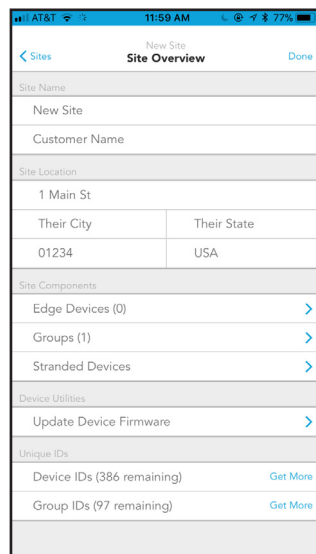 AT&T 11:59 AM 77%
New Site
Sites Site Overview Done
Site Name
New Site
Customer Name
Site Location
1 Main St
Their City Their State
01234 USA
Site Components
Edge Devices (0)
Groups (1)
Stranded Devices
Device Utilities
Update Device Firmware
Unique IDs
Device IDs (386 remaining) Get More
Group IDs (97 remaining) Get More